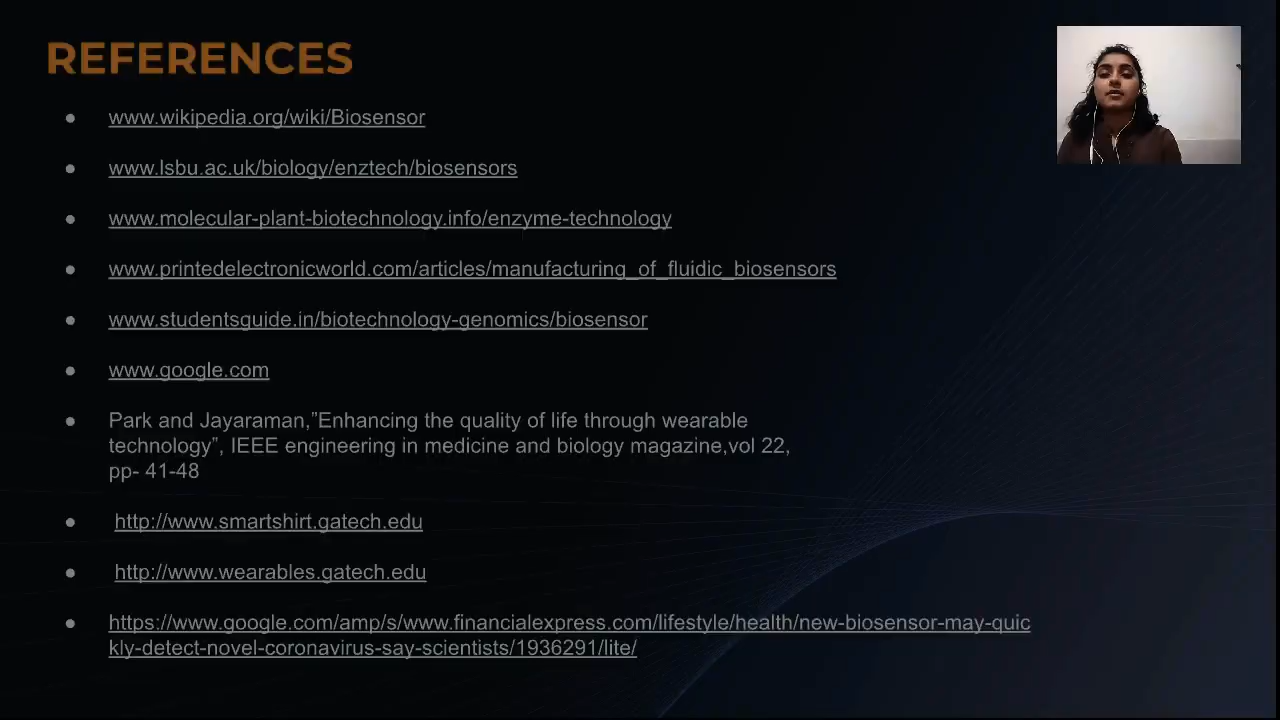 REFERENCES
● www.wikipedia.org/wiki/Biosensor
● www.lsbu.ac.uk/biology/enztech/biosensors
● www.molecular-plant-biotechnology.info/enzyme-technology
● www.printedelectronicworld.com/articles/manufacturing_of_fluidic_biosensors
● www.studentsguide.in/biotechnology-genomics/biosensor
● www.google.com
● Park and Jayaraman,”Enhancing the quality of life through wearable
technology”, IEEE engineering in medicine and biology magazine,vol 22,
pp- 41-48
● http://www.smartshirt.gatech.edu
● http://www.wearables.gatech.edu
● https://www.google.com/amp/s/www.financialexpress.com/lifestyle/health/new-biosensor-may-quic
kly-detect-novel-coronavirus-say-scientists/1936291/lite/